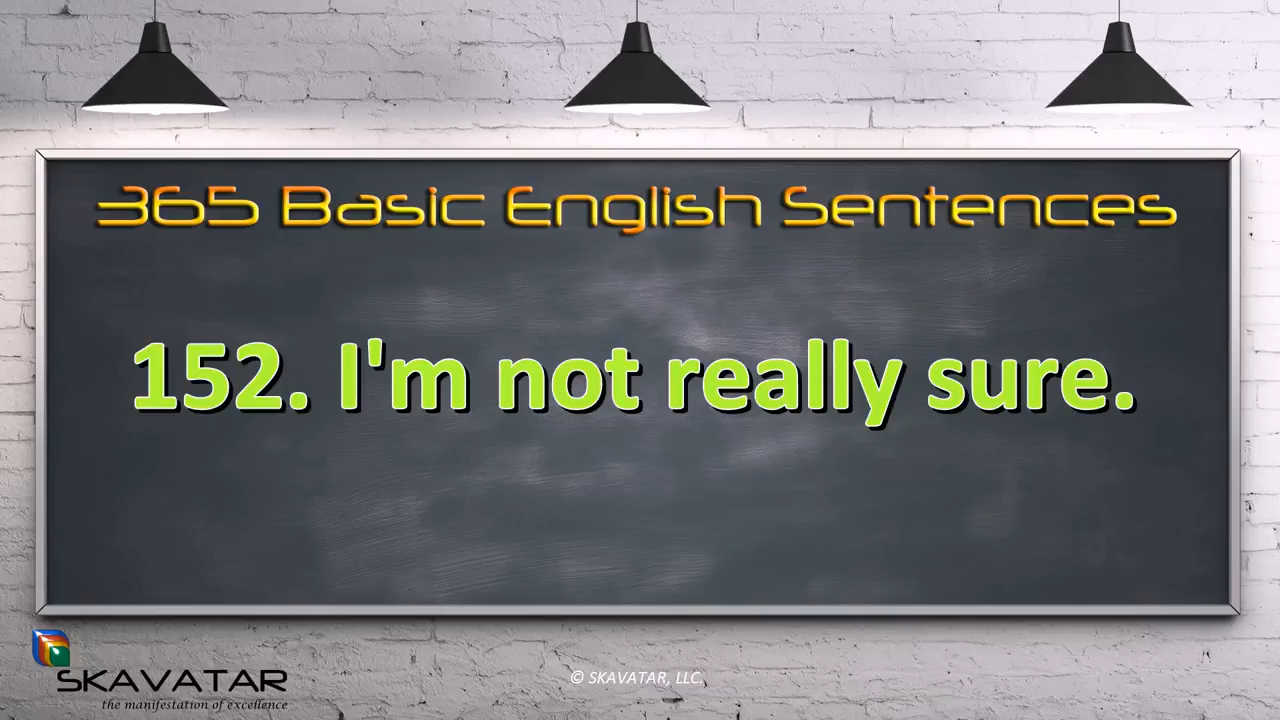 365 Basic English Sentences
152. I'm not really sure.
SKAVATAR
the manifestation of excellence
© SKAVATAR, LLC.